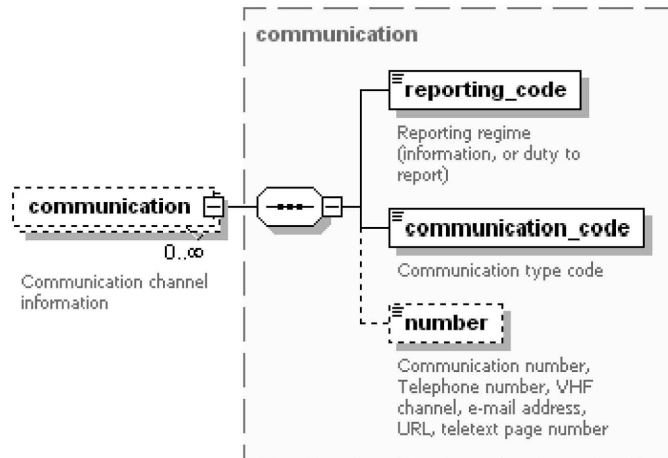 communication
reporting_code
Reporting regime
(information, or duty to
report)
communication
0..∞
Communication channel
information
communication_code
Communication type code
number
Communication number,
Telephone number, VHF
channel, e-mail address,
URL, teletext page number